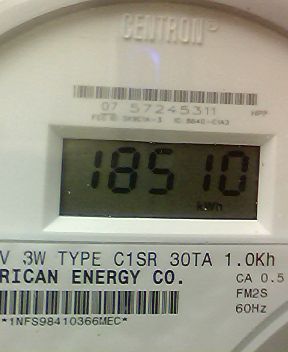 CENTRON®
07 57245311 HPP
18510
kWh
V 3W TYPE C1SR 30TA 1.0Kh
RICAN ENERGY CO.
CA 0.5
FM2S
60Hz
*1NFS98410366MEC*